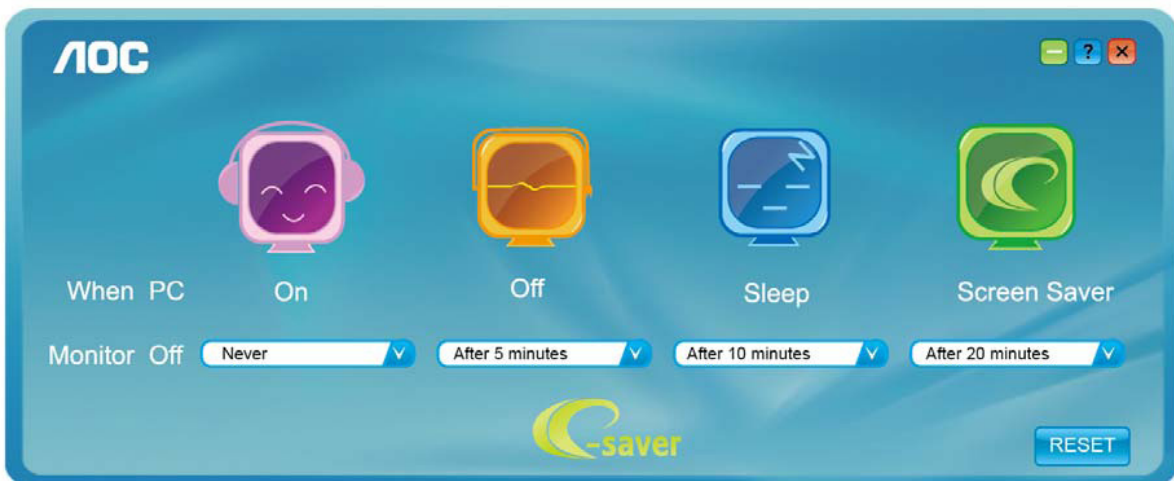 AOC
?
When PC On Off Sleep Screen Saver
Monitor Off Never After 5 minutes After 10 minutes After 20 minutes
e-saver
RESET